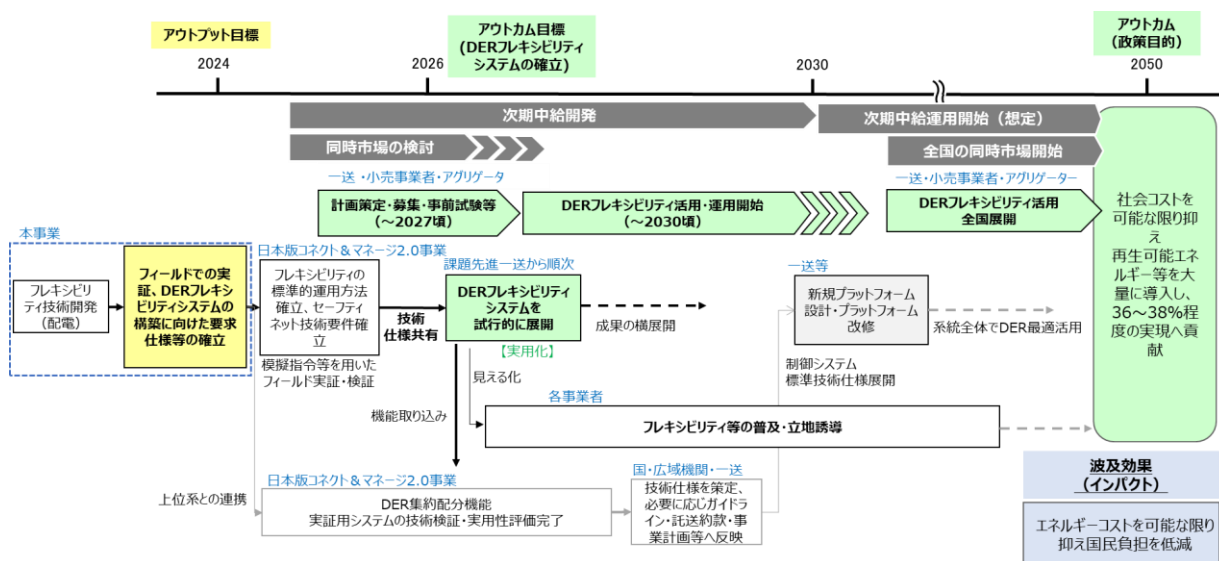 アウトプット目標
アウトカム目標
(DERフレキシビリティ
システムの確立)
アウトカム
(政策目的)
2024
2026
2030
2050
次期中給開発
次期中給運用開始（想定）
同時市場の検討
全国の同時市場開始
一送・小売事業者・アグリゲータ
一送・小売事業者・アグリゲーター
計画策定・募集・事前試験等
（～2027頃）
DERフレキシビリティ活用・運用開始
（～2030頃）
DERフレキシビリティ活用
全国展開
社会コストを
可能な限り抑
え
再生可能エネ
ルギー等を大
量に導入し、
36～38%程
度の実現へ貢
献
本事業
フレキシビリ
ティ技術開発
（配電）
フィールドでの実
証、DERフレキシ
ビリティシステムの
構築に向けた要求
仕様等の確立
日本版コネクト＆マネージ2.0事業
フレキシビリティの
標準的運用方法
確立、セーフティ
ネット技術要件確
立
模擬指令等を用いた
フィールド実証・検証
技術
仕様共有
課題先進一送から順次
DERフレキシビリティ
システムを
試行的に展開
【実用化】
成果の横展開
一送等
新規プラットフォーム
設計・プラットフォーム
改修
系統全体でDER最適活用
制御システム
標準技術仕様展開
見える化
機能取り込み
各事業者
フレキシビリティ等の普及・立地誘導
上位系との連携
日本版コネクト＆マネージ2.0事業
DER集約配分機能
実証用システムの技術検証・実用性評価完了
国・広域機関・一送
技術仕様を策定、
必要に応じガイドラ
イン・託送約款・事
業計画等へ反映
波及効果
（インパクト）
エネルギーコストを可能な限り
抑え国民負担を低減